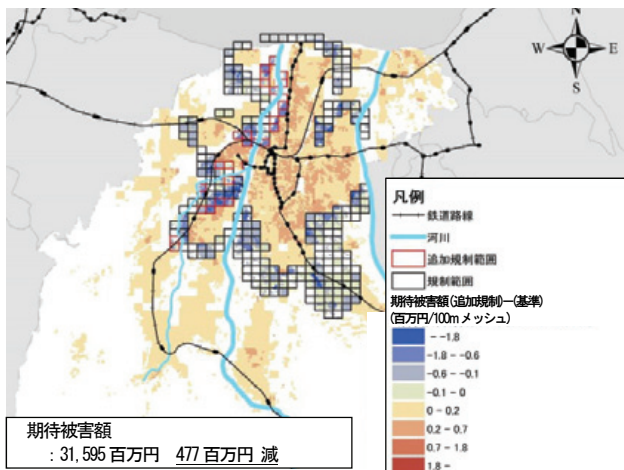 N
W E
S
凡例
鉄道路線
河川
追加規制範囲
規制範囲
期待被害額(追加規制)―(基準)
(百万円/100mメッシュ)
--1.8
-1.8 - -0.6
-0.6 - -0.1
-0.1 - 0
0 - 0.2
0.2 - 0.7
0.7 - 1.8
1.8 -
期待被害額
: 31,595 百万円 477 百万円 減